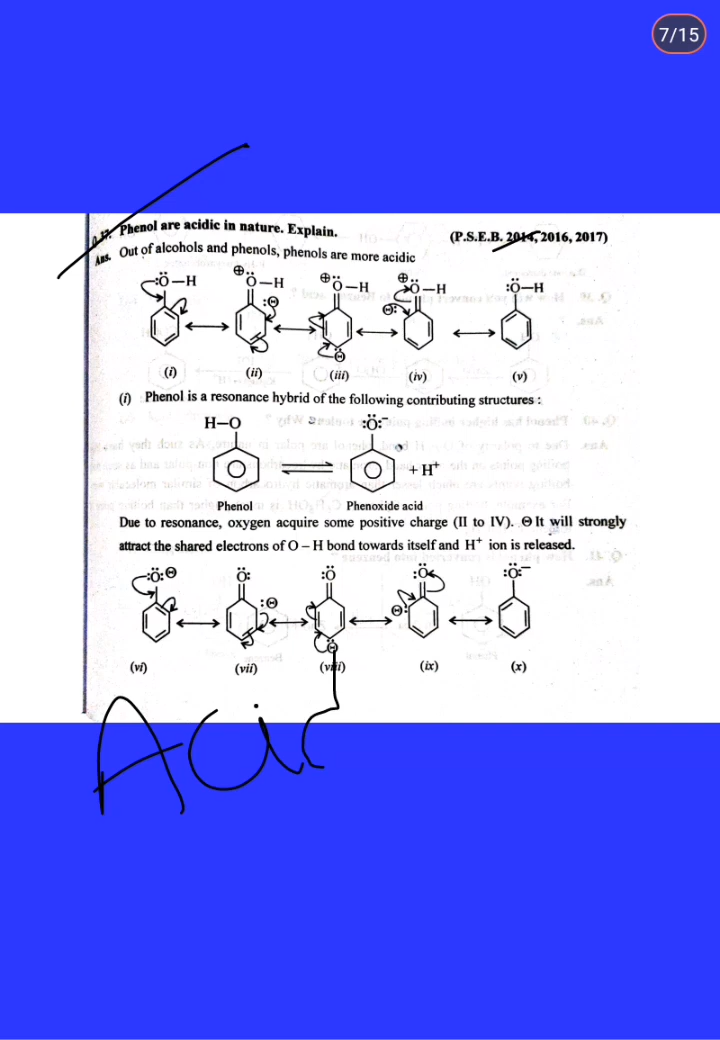 7/15
Phenol are acidic in nature. Explain.
(P.S.E.B. 2014, 2016, 2017)
Ans. Out of alcohols and phenols, phenols are more acidic
:Ö–H ⊕ Ö–H ⊕ Ö–H ⊕ Ö–H :Ö–H
:⊖ ⊖ ⊖:
(i) (ii) (iii) (iv) (v)
(i) Phenol is a resonance hybrid of the following contributing structures :
H–O :Ö:⁻
+ H⁺
Phenol Phenoxide acid
Due to resonance, oxygen acquire some positive charge (II to IV). ⊖ It will strongly
attract the shared electrons of O – H bond towards itself and H⁺ ion is released.
:Ö:⊖ Ö: :Ö :Ö :Ö:⁻
:⊖ ⊖ ⊖:
(vi) (vii) (viii) (ix) (x)
Acid